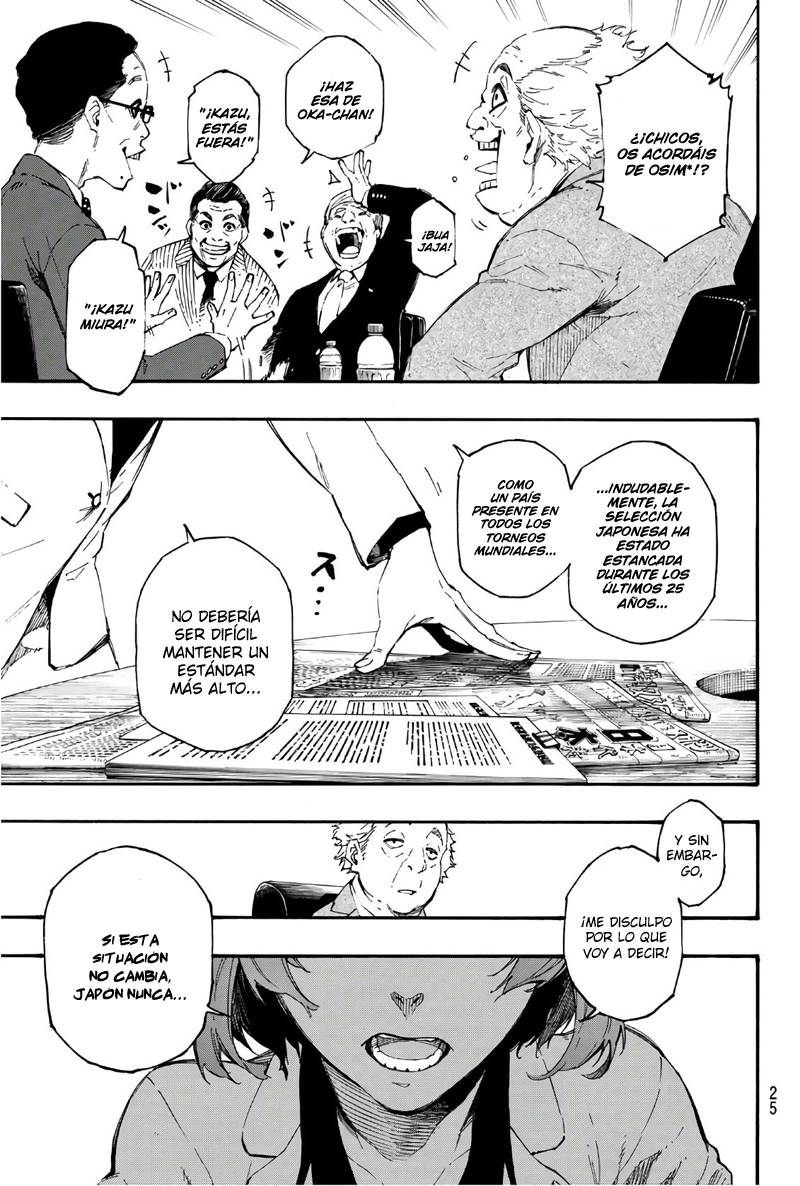 ¿¡CHICOS,
OS ACORDÁIS
DE OSIM*!?
¡HAZ
ESA DE
OKA-CHAN!
¡BUA
JAJA!
"¡KAZU,
ESTÁS
FUERA!"
"¡KAZU
MIURA!"
...INDUDABLE-
MENTE, LA
SELECCIÓN
JAPONESA HA
ESTADO
ESTANCADA
DURANTE LOS
ÚLTIMOS 25
AÑOS...
COMO
UN PAÍS
PRESENTE EN
TODOS LOS
TORNEOS
MUNDIALES...
NO DEBERÍA
SER DIFÍCIL
MANTENER UN
ESTÁNDAR
MÁS ALTO...
ス...
日本
Y SIN
EMBAR-
GO,
¡ME DISCULPO
POR LO QUE
VOY A DECIR!
SI ESTA
SITUACIÓN
NO CAMBIA,
JAPÓN NUNCA...
25